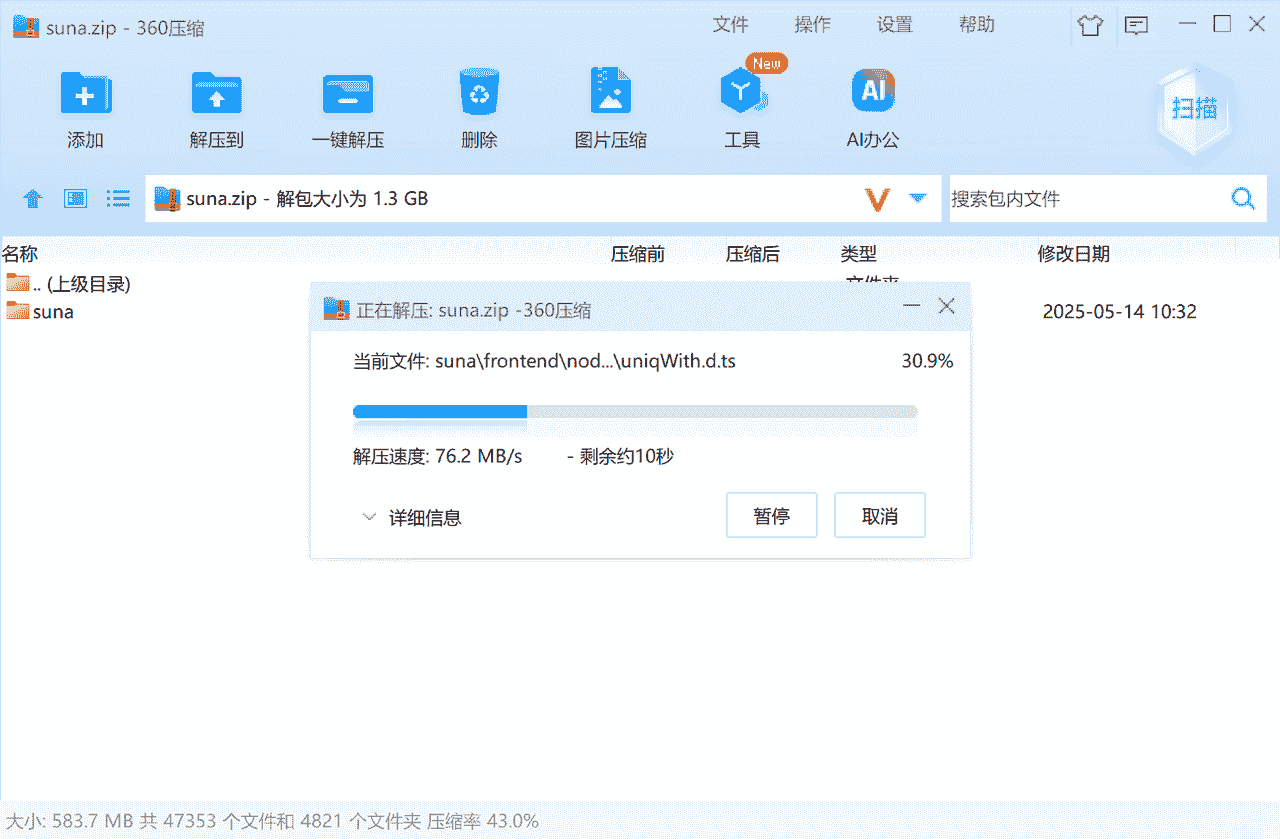 suna.zip - 360压缩
文件 操作 设置 帮助
New
AI
添加 解压到 一键解压 删除 图片压缩 工具 AI办公
扫描
suna.zip - 解包大小为 1.3 GB
搜索包内文件
名称 压缩前 压缩后 类型 修改日期
.. (上级目录) 文件夹
suna 2025-05-14 10:32
正在解压: suna.zip -360压缩
当前文件: suna\frontend\nod...\uniqWith.d.ts 30.9%
解压速度: 76.2 MB/s - 剩余约10秒
详细信息 暂停 取消
大小: 583.7 MB 共 47353 个文件和 4821 个文件夹 压缩率 43.0%